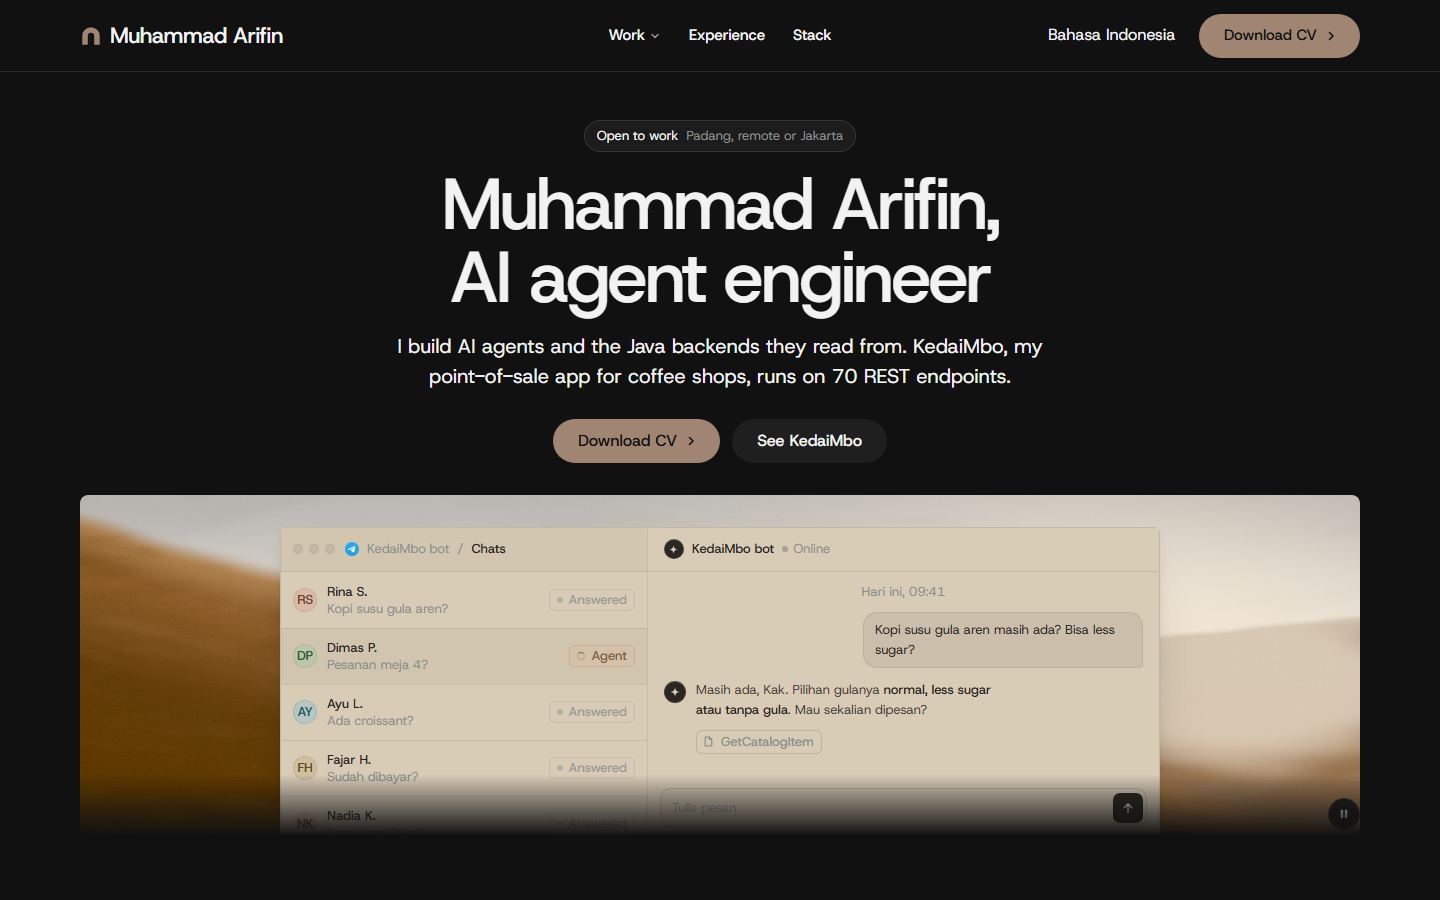 Muhammad Arifin
Work
Experience
Stack
Bahasa Indonesia
Download CV
Open to work Padang, remote or Jakarta
Muhammad Arifin,
AI agent engineer
I build AI agents and the Java backends they read from. KedaiMbo, my
point-of-sale app for coffee shops, runs on 70 REST endpoints.
Download CV
See KedaiMbo
KedaiMbo bot / Chats
Rina S.
Kopi susu gula aren?
Answered
Dimas P.
Pesanan meja 4?
Agent
Ayu L.
Ada croissant?
Answered
Fajar H.
Sudah dibayar?
Answered
Nadia K.
RS
DP
AY
FH
NK
KedaiMbo bot Online
Hari ini, 09:41
Kopi susu gula aren masih ada? Bisa less
sugar?
Masih ada, Kak. Pilihan gulanya normal, less sugar
atau tanpa gula. Mau sekalian dipesan?
GetCatalogItem
Tulis pesan